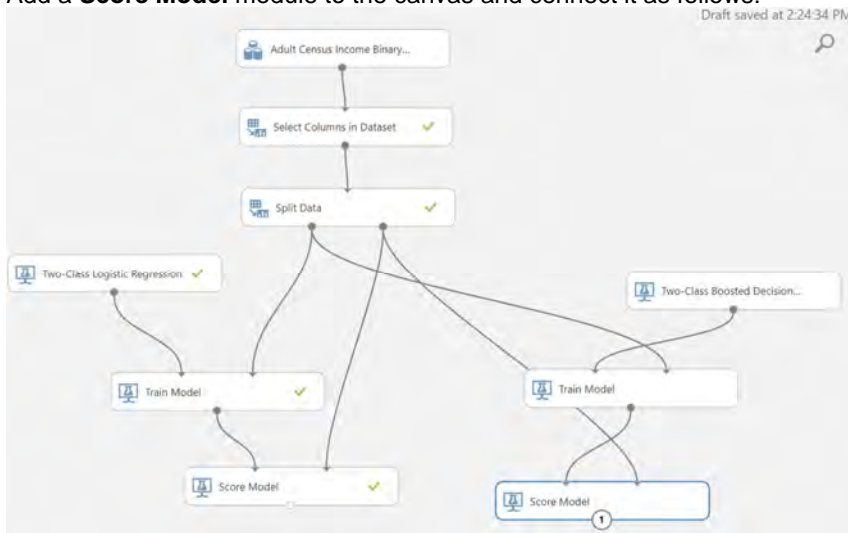 Add a Score Model module to the canvas and connect it as follows:
Draft saved at 2:24:34 PM
Adult Census Income Binary...
Select Columns in Dataset
Split Data
Two-Class Logistic Regression
Two-Class Boosted Decision...
Train Model
Train Model
Score Model
Score Model
1